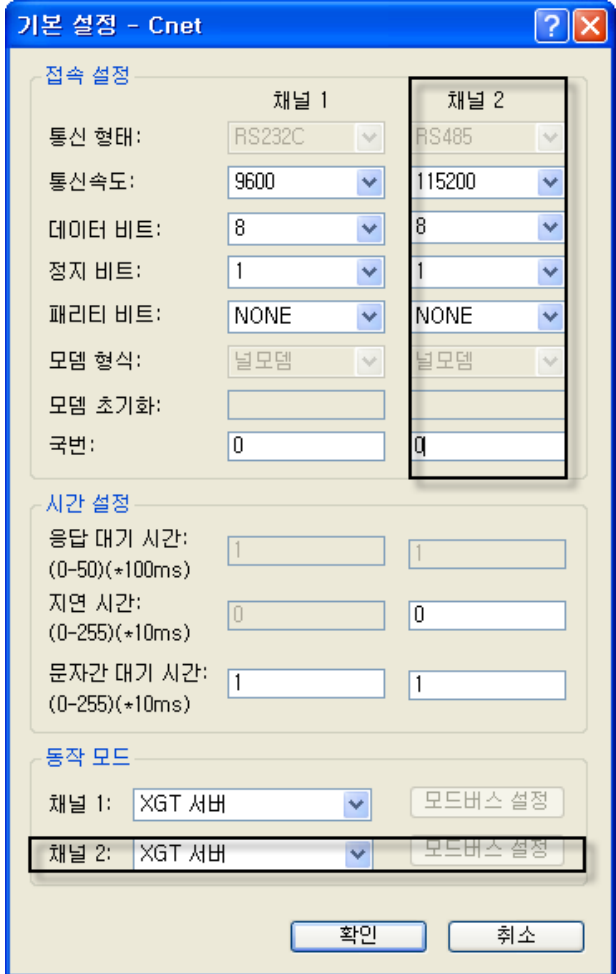 기본 설정 - Cnet
접속 설정
채널 1 채널 2
통신 형태: RS232C RS485
통신속도: 9600 115200
데이터 비트: 8 8
정지 비트: 1 1
패리티 비트: NONE NONE
모뎀 형식: 널모뎀 널모뎀
모뎀 초기화:
국번: 0 0
시간 설정
응답 대기 시간: 1 1
(0-50)(*100ms)
지연 시간: 0 0
(0-255)(*10ms)
문자간 대기 시간: 1 1
(0-255)(*10ms)
동작 모드
채널 1: XGT 서버 모드버스 설정
채널 2: XGT 서버 모드버스 설정
확인 취소